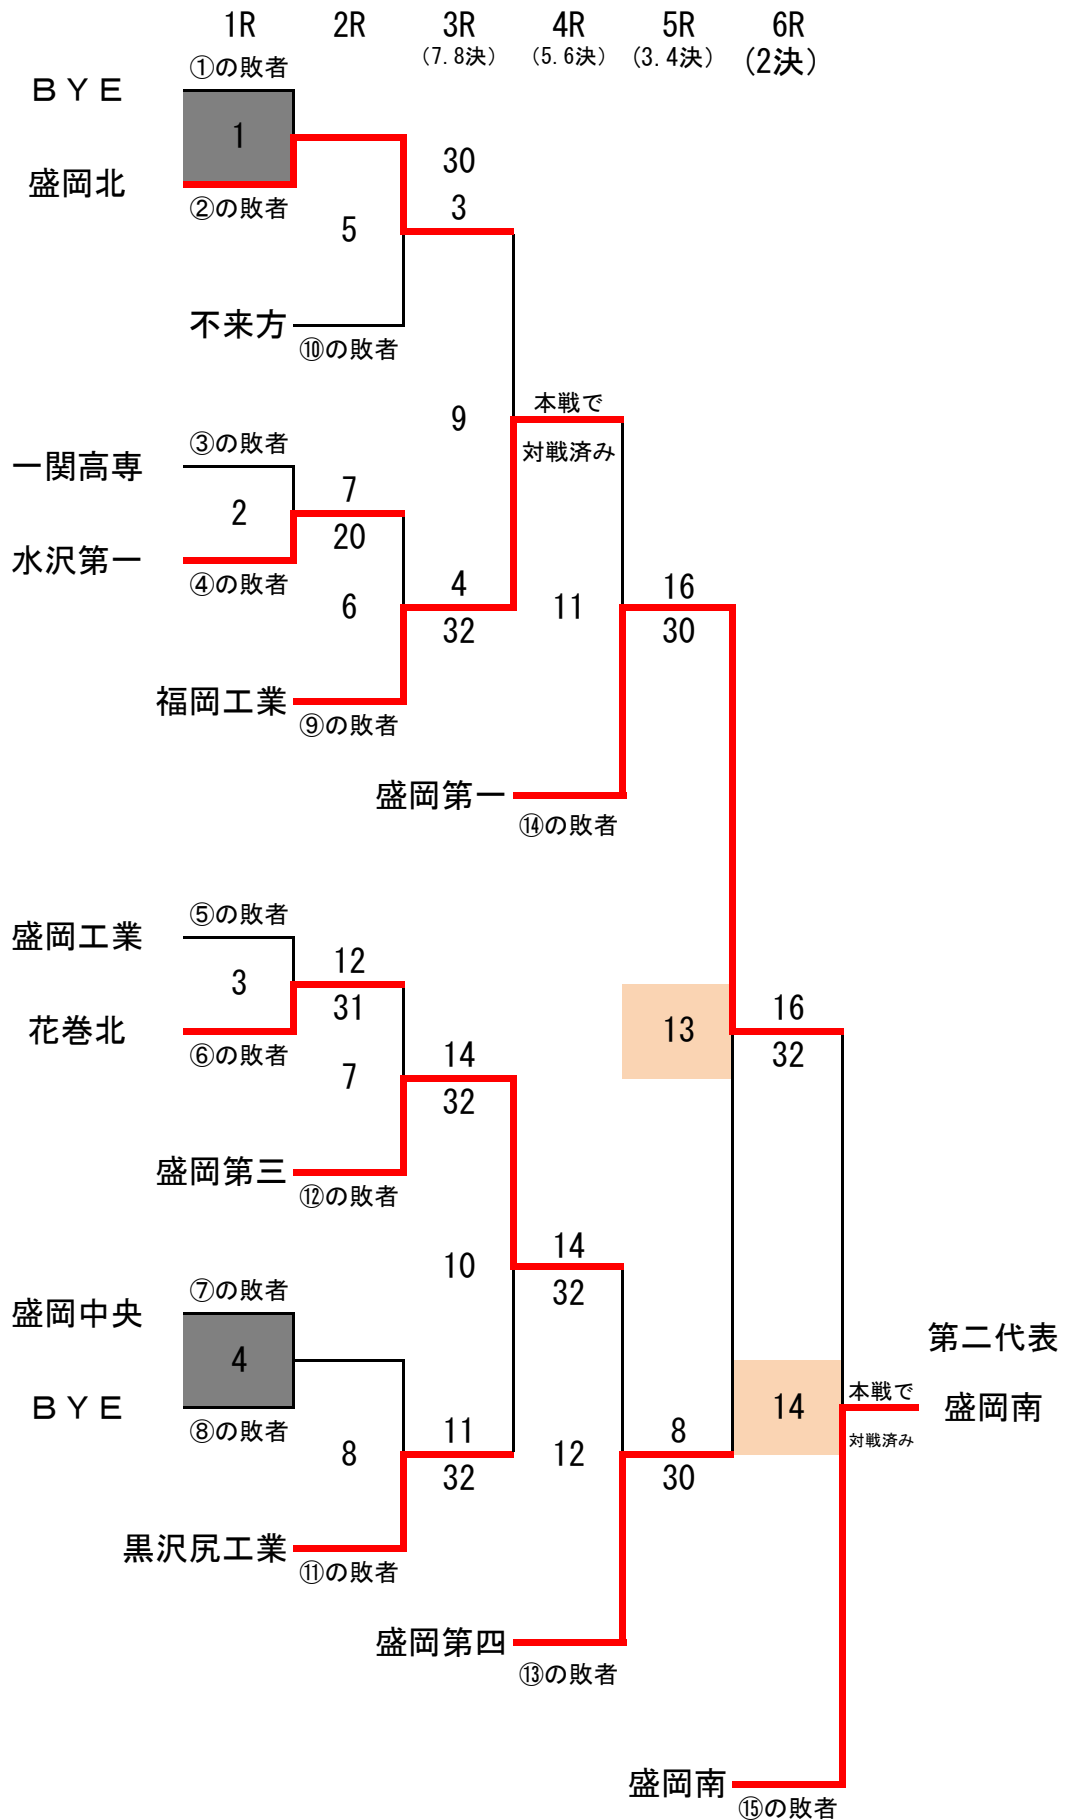 1R 2R 3R 4R 5R 6R
(7.8決) (5.6決) (3.4決) (2決)
①の敗者
ＢＹＥ
1
盛岡北
②の敗者
30
3
5
不来方
⑩の敗者
9
本戦で
対戦済み
③の敗者
一関高専
2
7
20
水沢第一
④の敗者
6
4
32
11
16
30
福岡工業
⑨の敗者
盛岡第一
⑭の敗者
⑤の敗者
盛岡工業
3
12
31
花巻北
⑥の敗者
7
14
32
13
16
32
盛岡第三
⑫の敗者
10
14
32
⑦の敗者
盛岡中央
4
ＢＹＥ
⑧の敗者
8
11
32
12
8
30
14
本戦で
対戦済み
第二代表
盛岡南
黒沢尻工業
⑪の敗者
盛岡第四
⑬の敗者
盛岡南
⑮の敗者